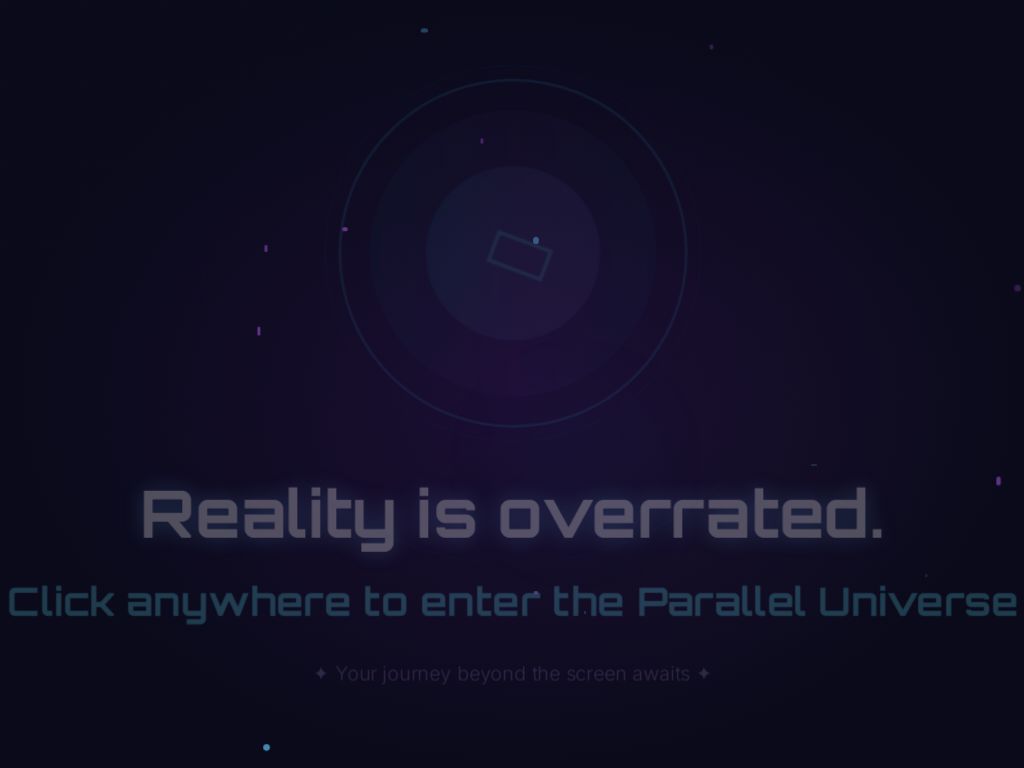 Reality is overrated.
Click anywhere to enter the Parallel Universe
✦ Your journey beyond the screen awaits ✦